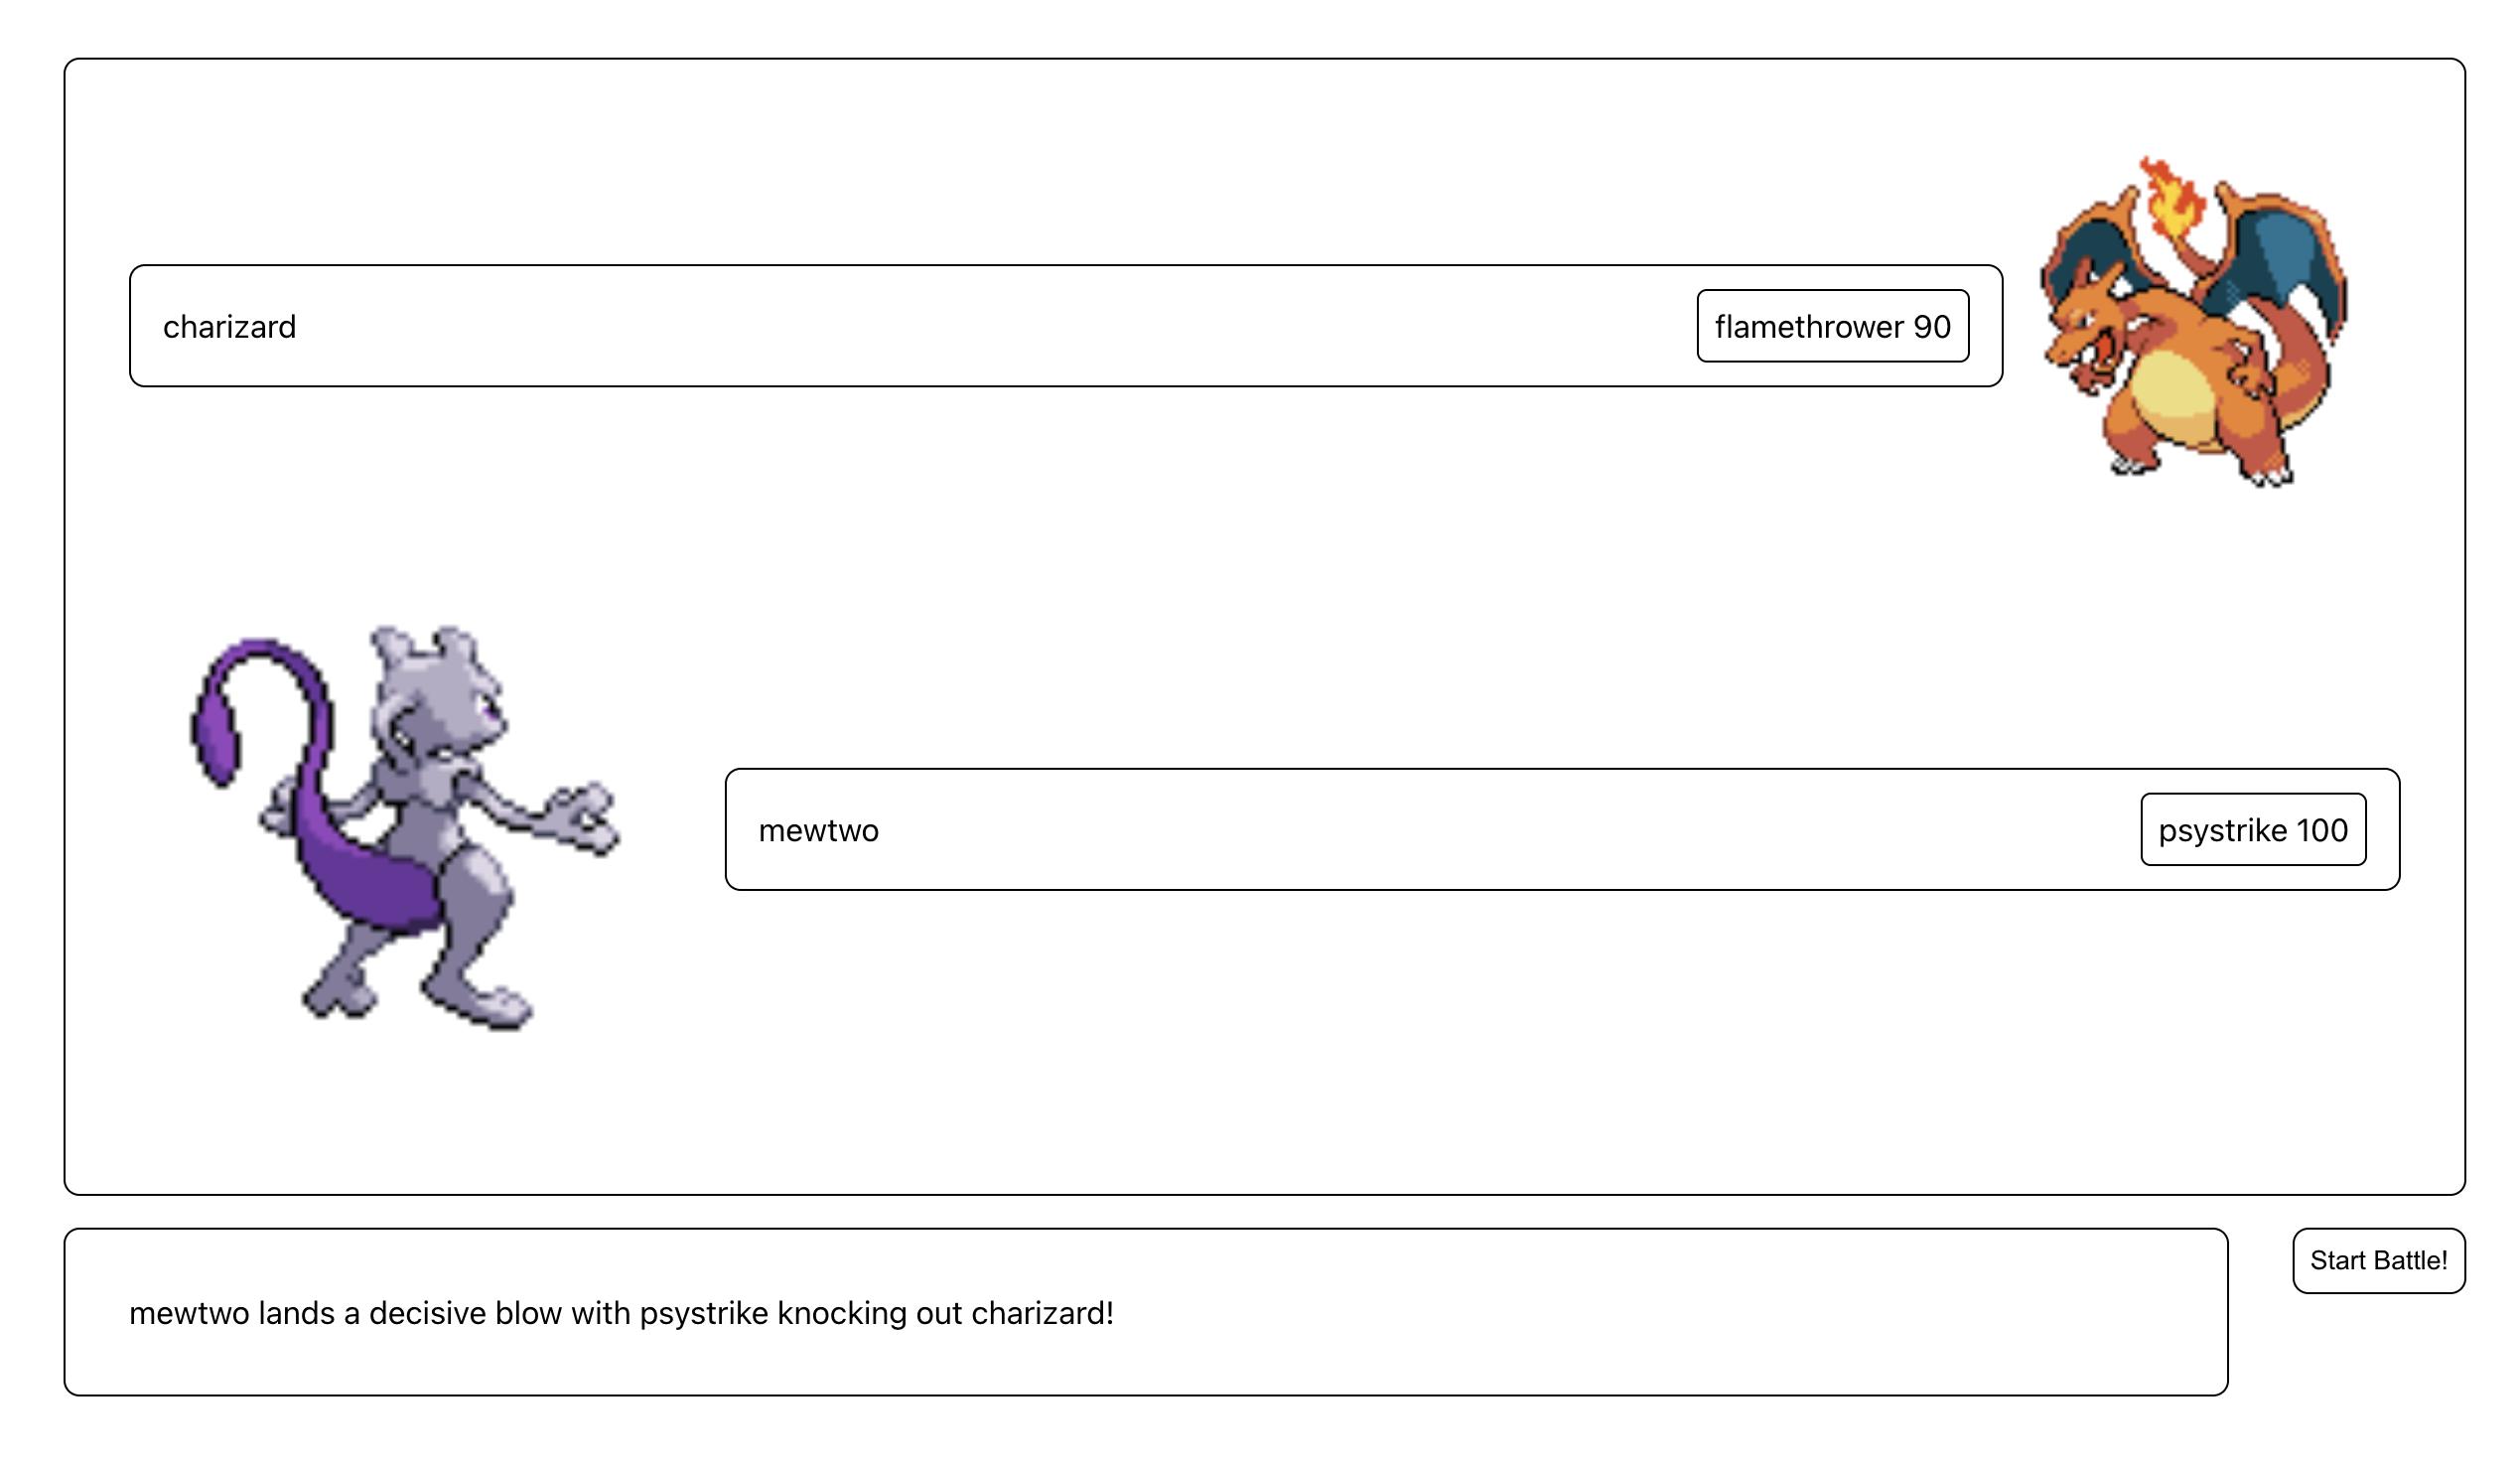 charizard
flamethrower 90
mewtwo
psystrike 100
mewtwo lands a decisive blow with psystrike knocking out charizard!
Start Battle!